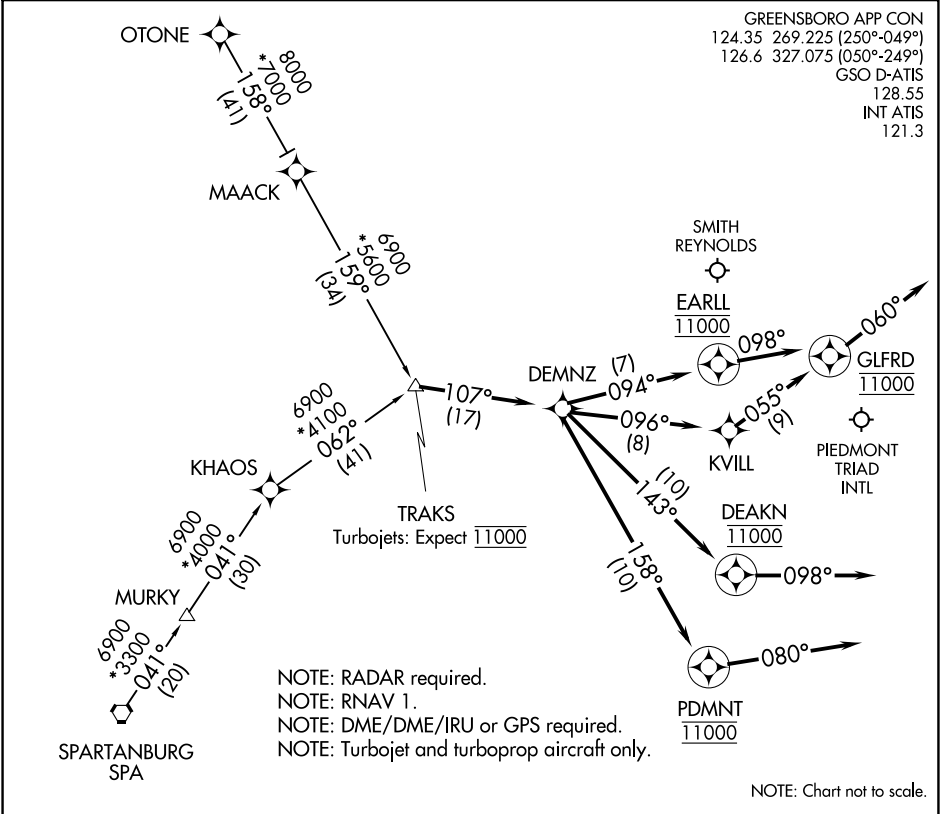 GREENSBORO APP CON
124.35 269.225 (250°-049°)
126.6 327.075 (050°-249°)
GSO D-ATIS
128.55
INT ATIS
121.3
OTONE
8000
*7000
158°
(41)
MAACK
6900
*5600
159°
(34)
SMITH
REYNOLDS
EARLL
11000
098°
060°
GLFRD
11000
DEMNZ
(7)
094°
107°
(17)
096°
(8)
055°
(9)
KVILL
PIEDMONT
TRIAD
INTL
6900
*4100
062°
(41)
KHAOS
TRAKS
Turbojets: Expect 11000
(10)
143°
DEAKN
11000
098°
158°
(10)
6900
*4000
041°
(30)
MURKY
6900
*3300
041°
(20)
SPARTANBURG
SPA
080°
PDMNT
11000
NOTE: RADAR required.
NOTE: RNAV 1.
NOTE: DME/DME/IRU or GPS required.
NOTE: Turbojet and turboprop aircraft only.
NOTE: Chart not to scale.